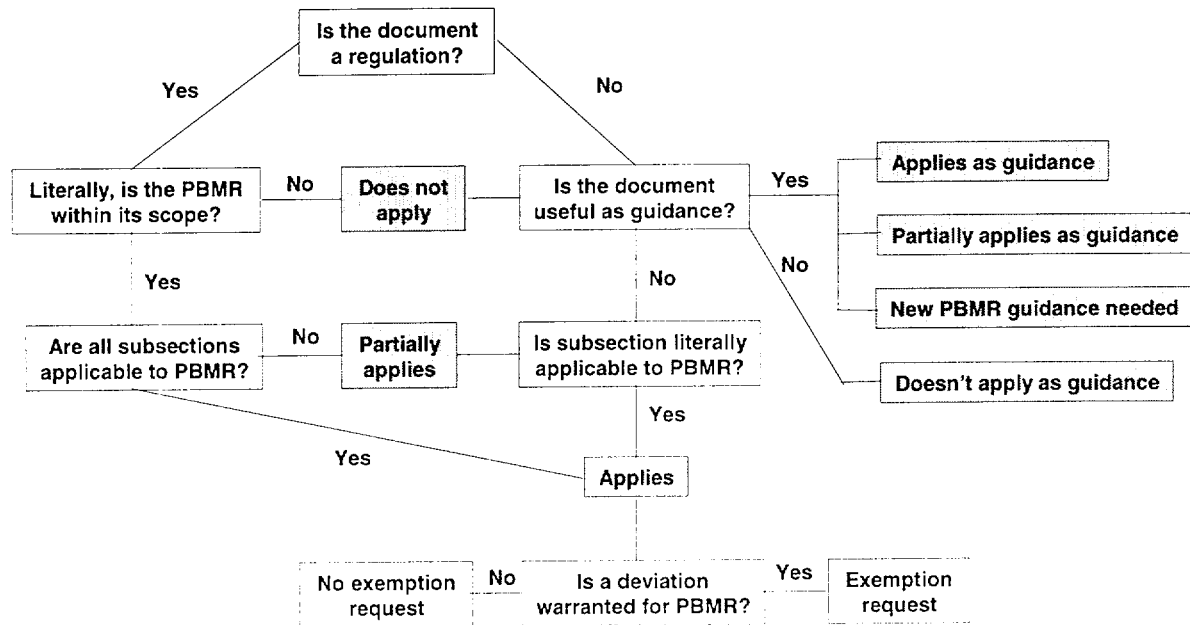 Is the document
a regulation?
Yes
No
Literally, is the PBMR
within its scope?
No
Does not
apply
Is the document
useful as guidance?
Yes
Applies as guidance
Partially applies as guidance
New PBMR guidance needed
No
Doesn't apply as guidance
Yes
No
Are all subsections
applicable to PBMR?
No
Partially
applies
Is subsection literally
applicable to PBMR?
Yes
Yes
Applies
No exemption
request
No
Is a deviation
warranted for PBMR?
Yes
Exemption
request